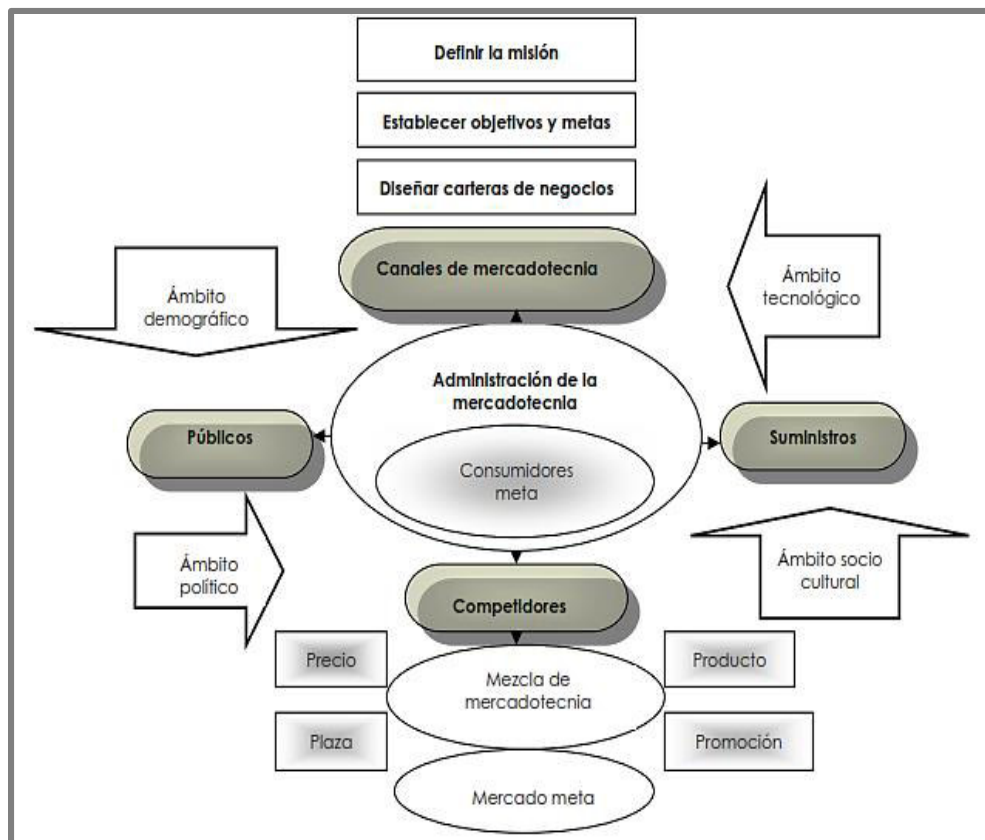 Definir la misión
Establecer objetivos y metas
Diseñar carteras de negocios
Canales de mercadotecnia
Ámbito
demográfico
Ámbito
tecnológico
Administración de la
mercadotecnia
Públicos
Suministros
Consumidores
meta
Ámbito
político
Ámbito socio
cultural
Competidores
Precio
Producto
Mezcla de
mercadotecnia
Plaza
Promoción
Mercado meta